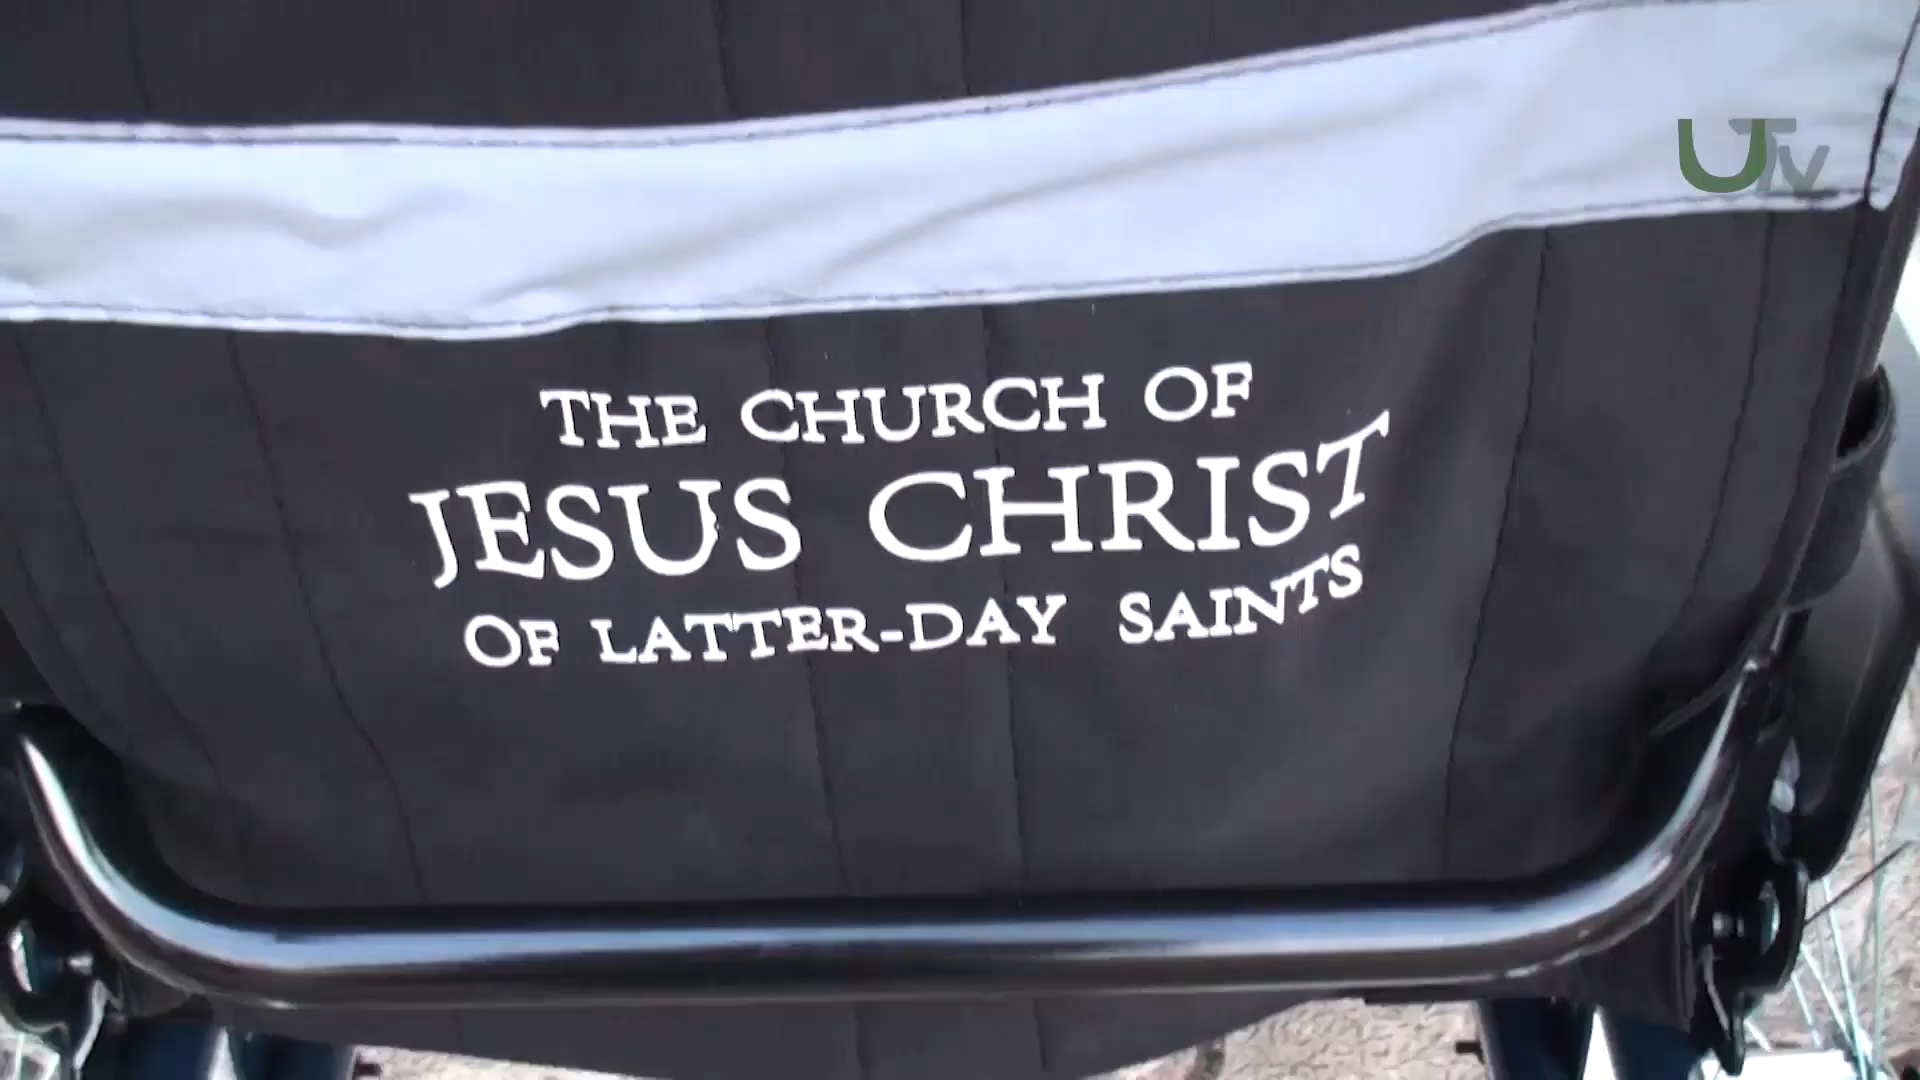 UTV
THE CHURCH OF
JESUS CHRIST
OF LATTER-DAY SAINTS